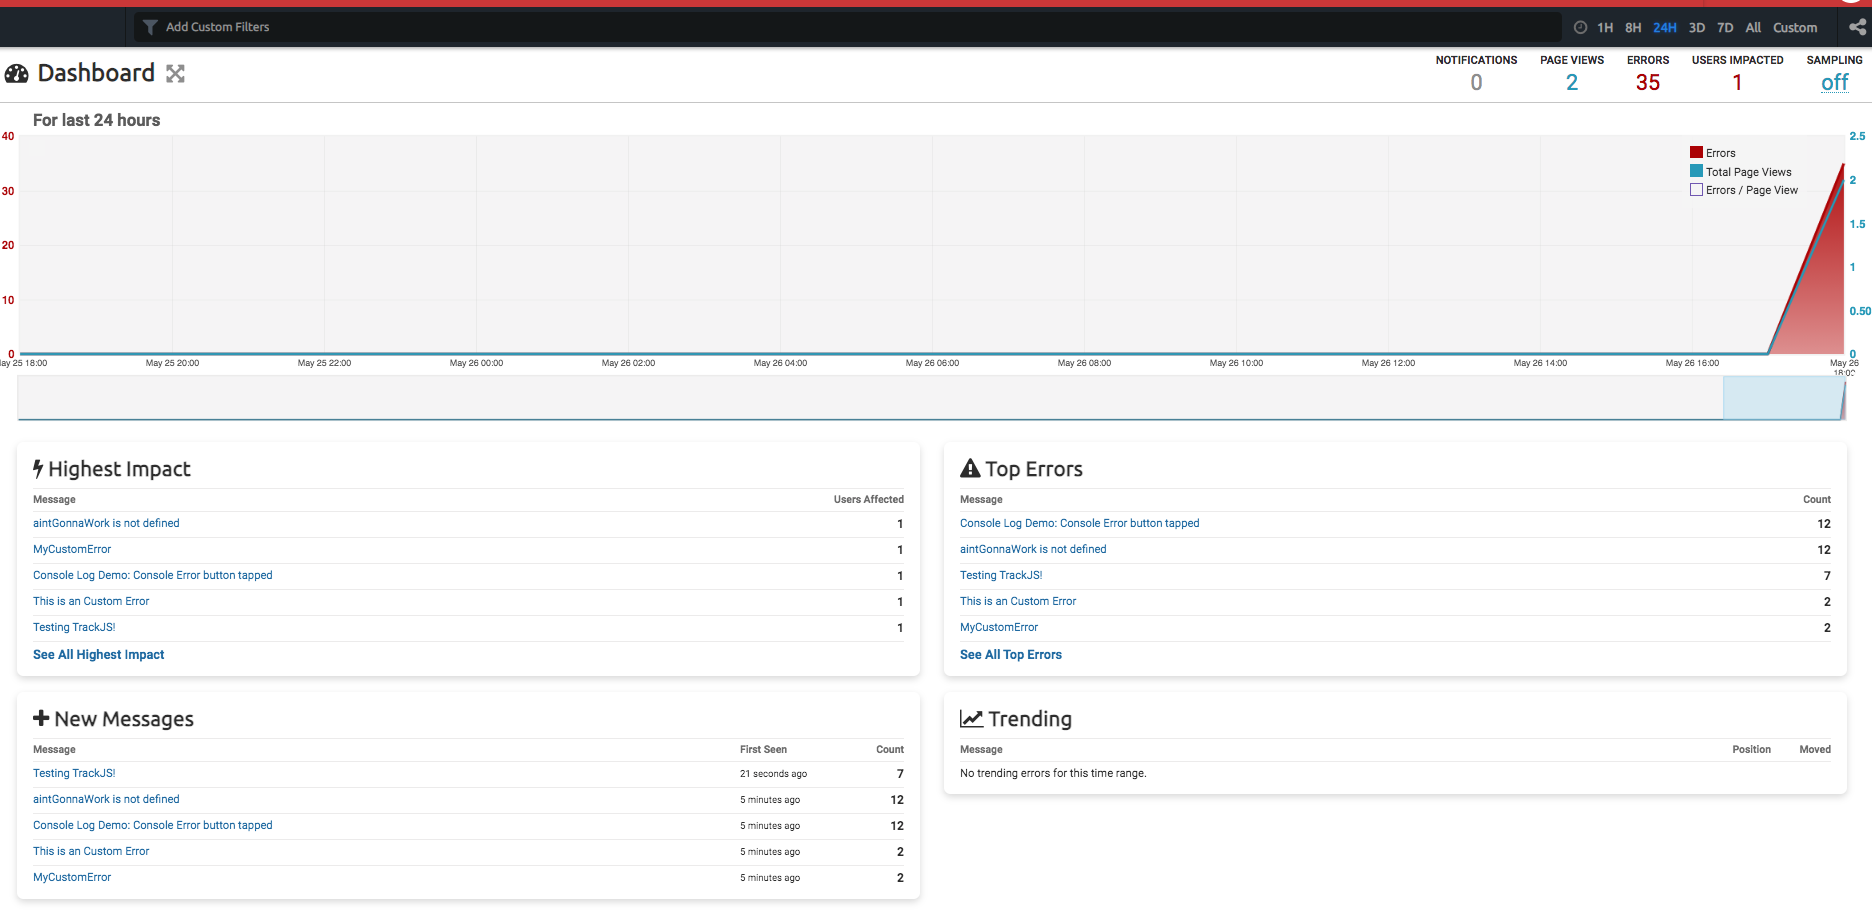 Add Custom Filters
1H 8H 24H 3D 7D All Custom
Dashboard
NOTIFICATIONS PAGE VIEWS ERRORS USERS IMPACTED SAMPLING
0 2 35 1 off
For last 24 hours
40 2.5
Errors
Total Page Views
2
30 Errors / Page View
1.5
20
1
10
0.50
0 0
ay 25 18:00 May 25 20:00 May 25 22:00 May 26 00:00 May 26 02:00 May 26 04:00 May 26 06:00 May 26 08:00 May 26 10:00 May 26 12:00 May 26 14:00 May 26 16:00 May 26
18:00
Highest Impact
Message Users Affected
aintGonnaWork is not defined 1
MyCustomError 1
Console Log Demo: Console Error button tapped 1
This is an Custom Error 1
Testing TrackJS! 1
See All Highest Impact
Top Errors
Message Count
Console Log Demo: Console Error button tapped 12
aintGonnaWork is not defined 12
Testing TrackJS! 7
This is an Custom Error 2
MyCustomError 2
See All Top Errors
New Messages
Message First Seen Count
Testing TrackJS! 21 seconds ago 7
aintGonnaWork is not defined 5 minutes ago 12
Console Log Demo: Console Error button tapped 5 minutes ago 12
This is an Custom Error 5 minutes ago 2
MyCustomError 5 minutes ago 2
Trending
Message Position Moved
No trending errors for this time range.